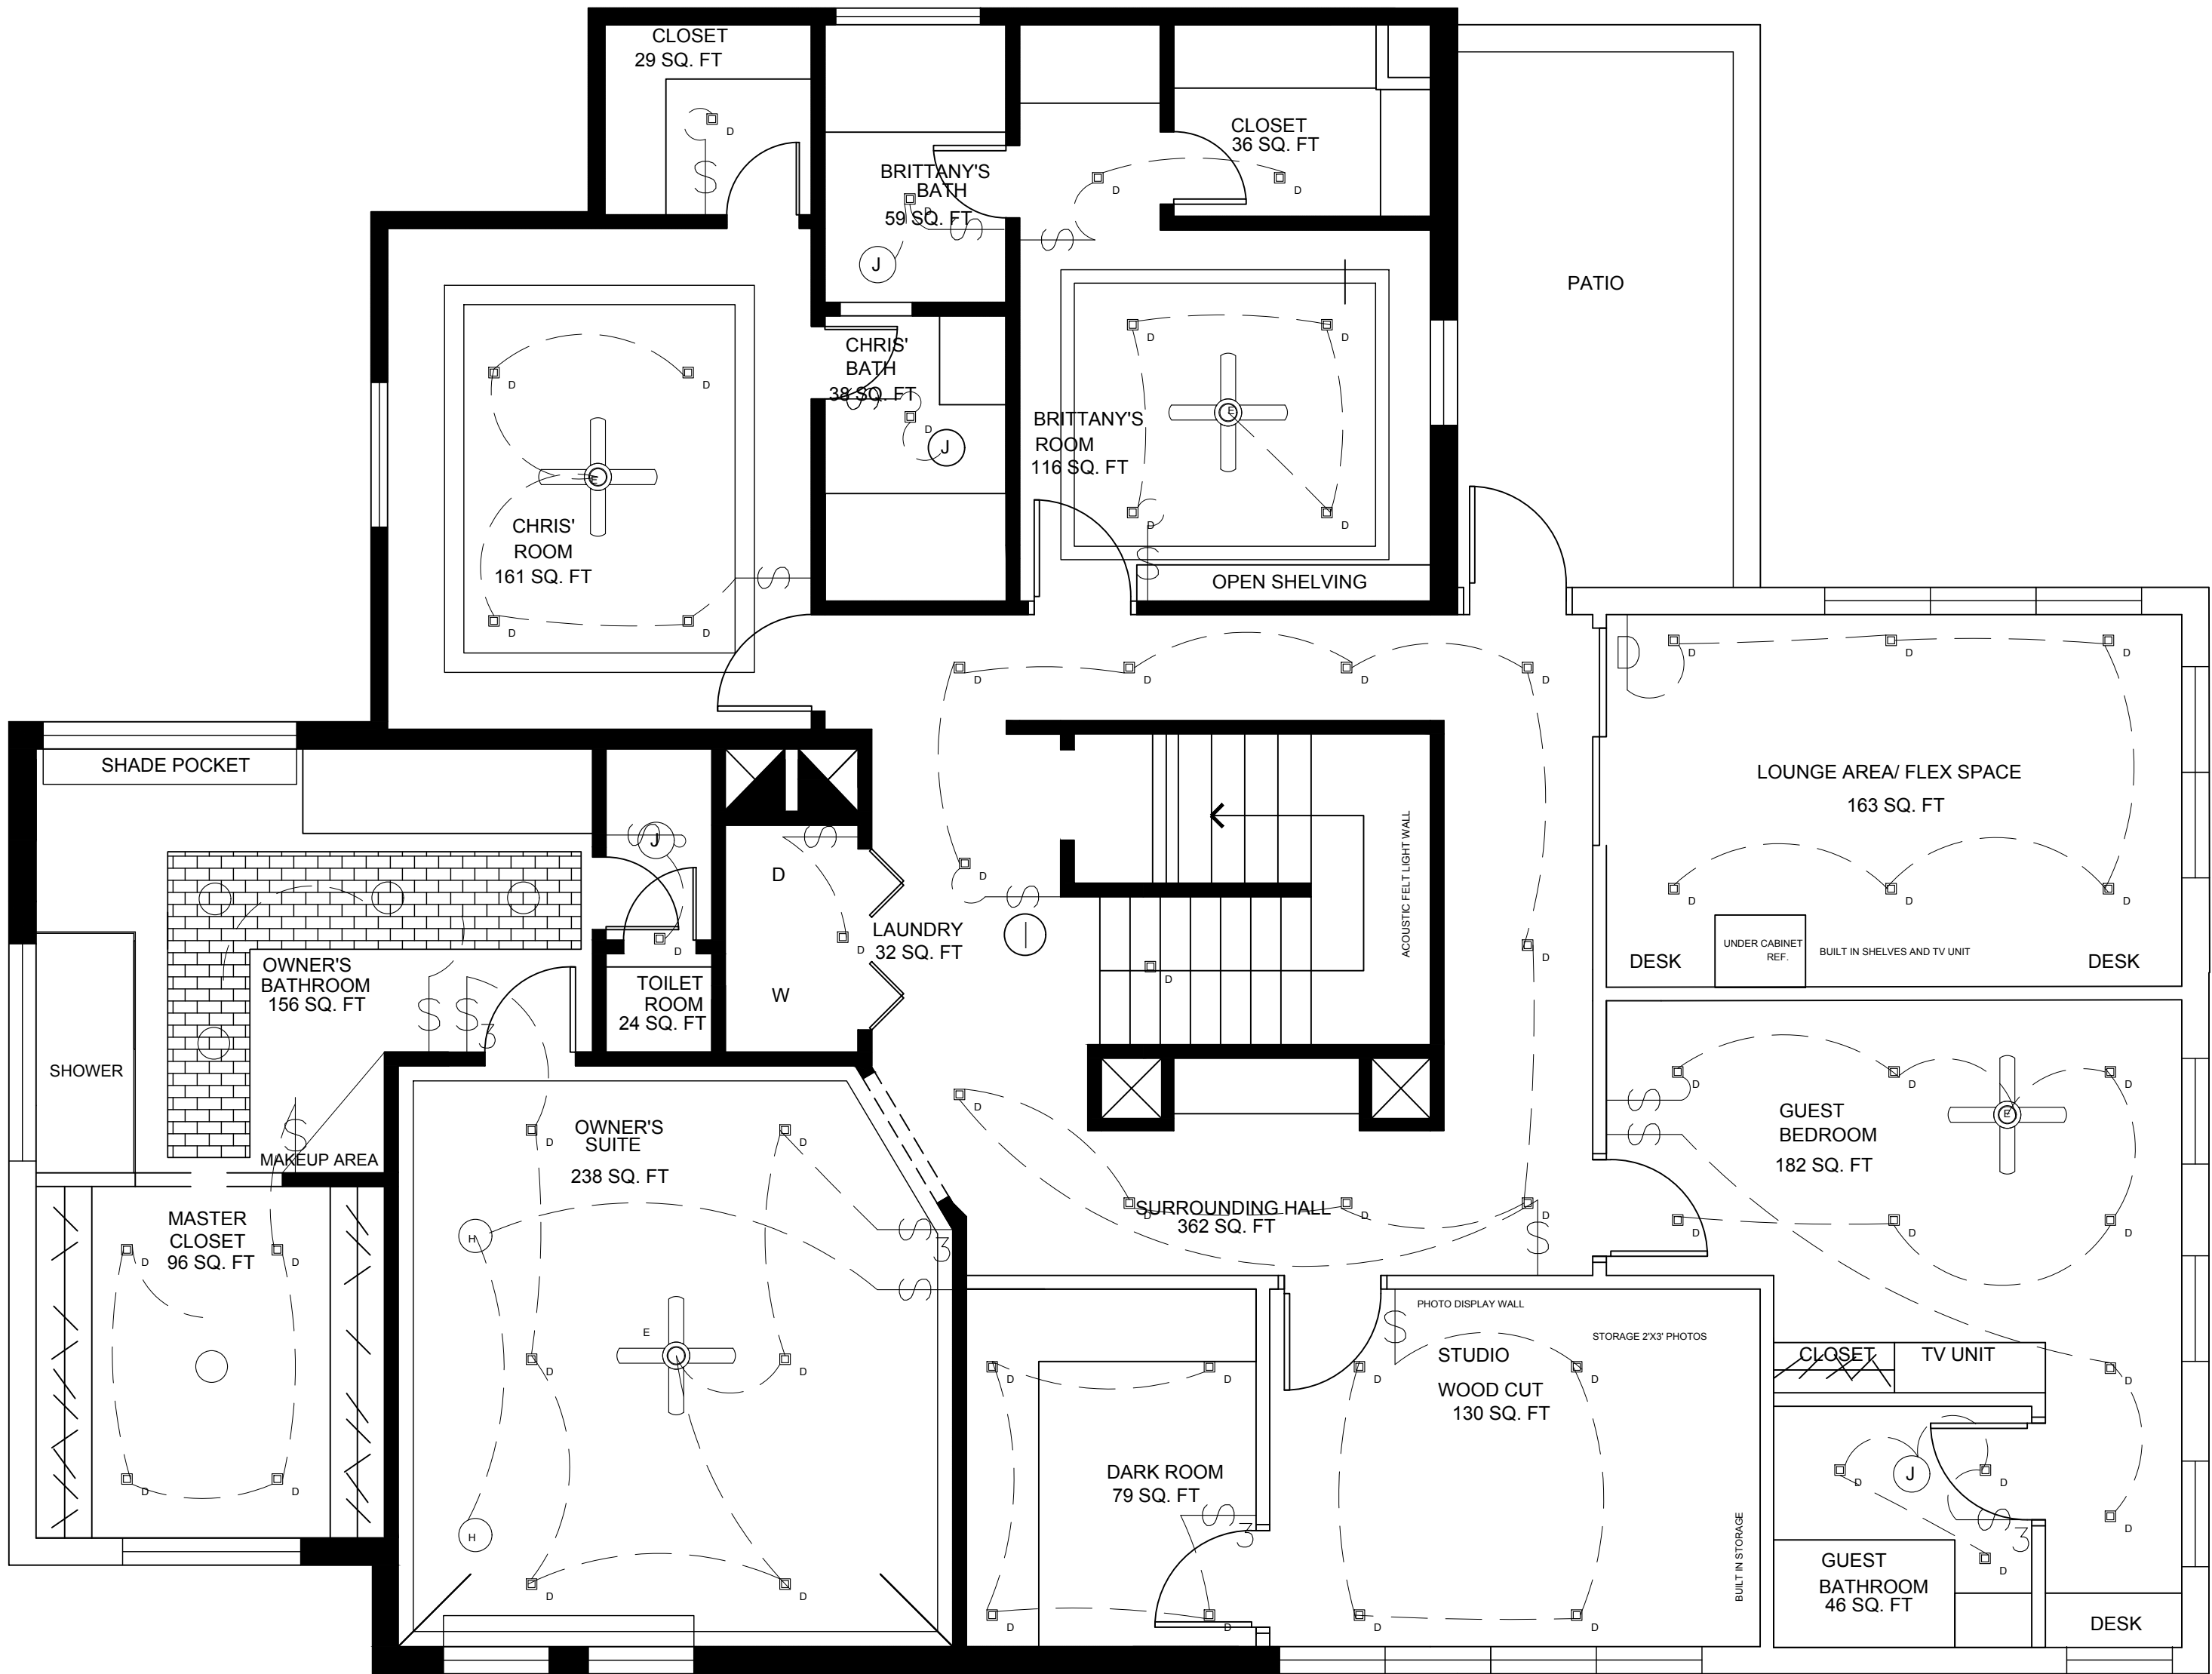 CLOSET
29 SQ. FT
BRITTANY'S
BATH
59 SQ. FT
CLOSET
36 SQ. FT
PATIO
CHRIS'
BATH
38 SQ. FT
BRITTANY'S
ROOM
116 SQ. FT
CHRIS'
ROOM
161 SQ. FT
OPEN SHELVING
SHADE POCKET
LOUNGE AREA/ FLEX SPACE
163 SQ. FT
ACOUSTIC FELT LIGHT WALL
D
LAUNDRY
32 SQ. FT
W
UNDER CABINET
REF.
BUILT IN SHELVES AND TV UNIT
DESK
DESK
OWNER'S
BATHROOM
156 SQ. FT
TOILET
ROOM
24 SQ. FT
SHOWER
MAKEUP AREA
OWNER'S
SUITE
238 SQ. FT
GUEST
BEDROOM
182 SQ. FT
MASTER
CLOSET
96 SQ. FT
SURROUNDING HALL
362 SQ. FT
PHOTO DISPLAY WALL
STORAGE 2'X3' PHOTOS
STUDIO
WOOD CUT
130 SQ. FT
CLOSET
TV UNIT
DARK ROOM
79 SQ. FT
BUILT IN STORAGE
GUEST
BATHROOM
46 SQ. FT
DESK